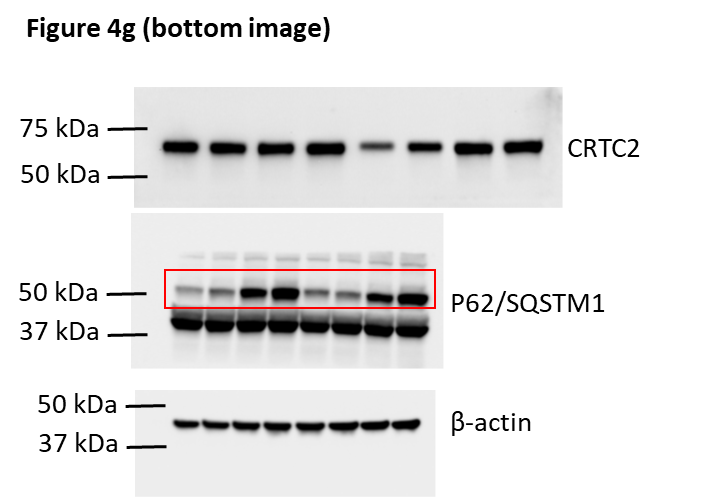 Figure 4g (bottom image)
75 kDa
CRTC2
50 kDa
50 kDa
P62/SQSTM1
37 kDa
50 kDa
β-actin
37 kDa